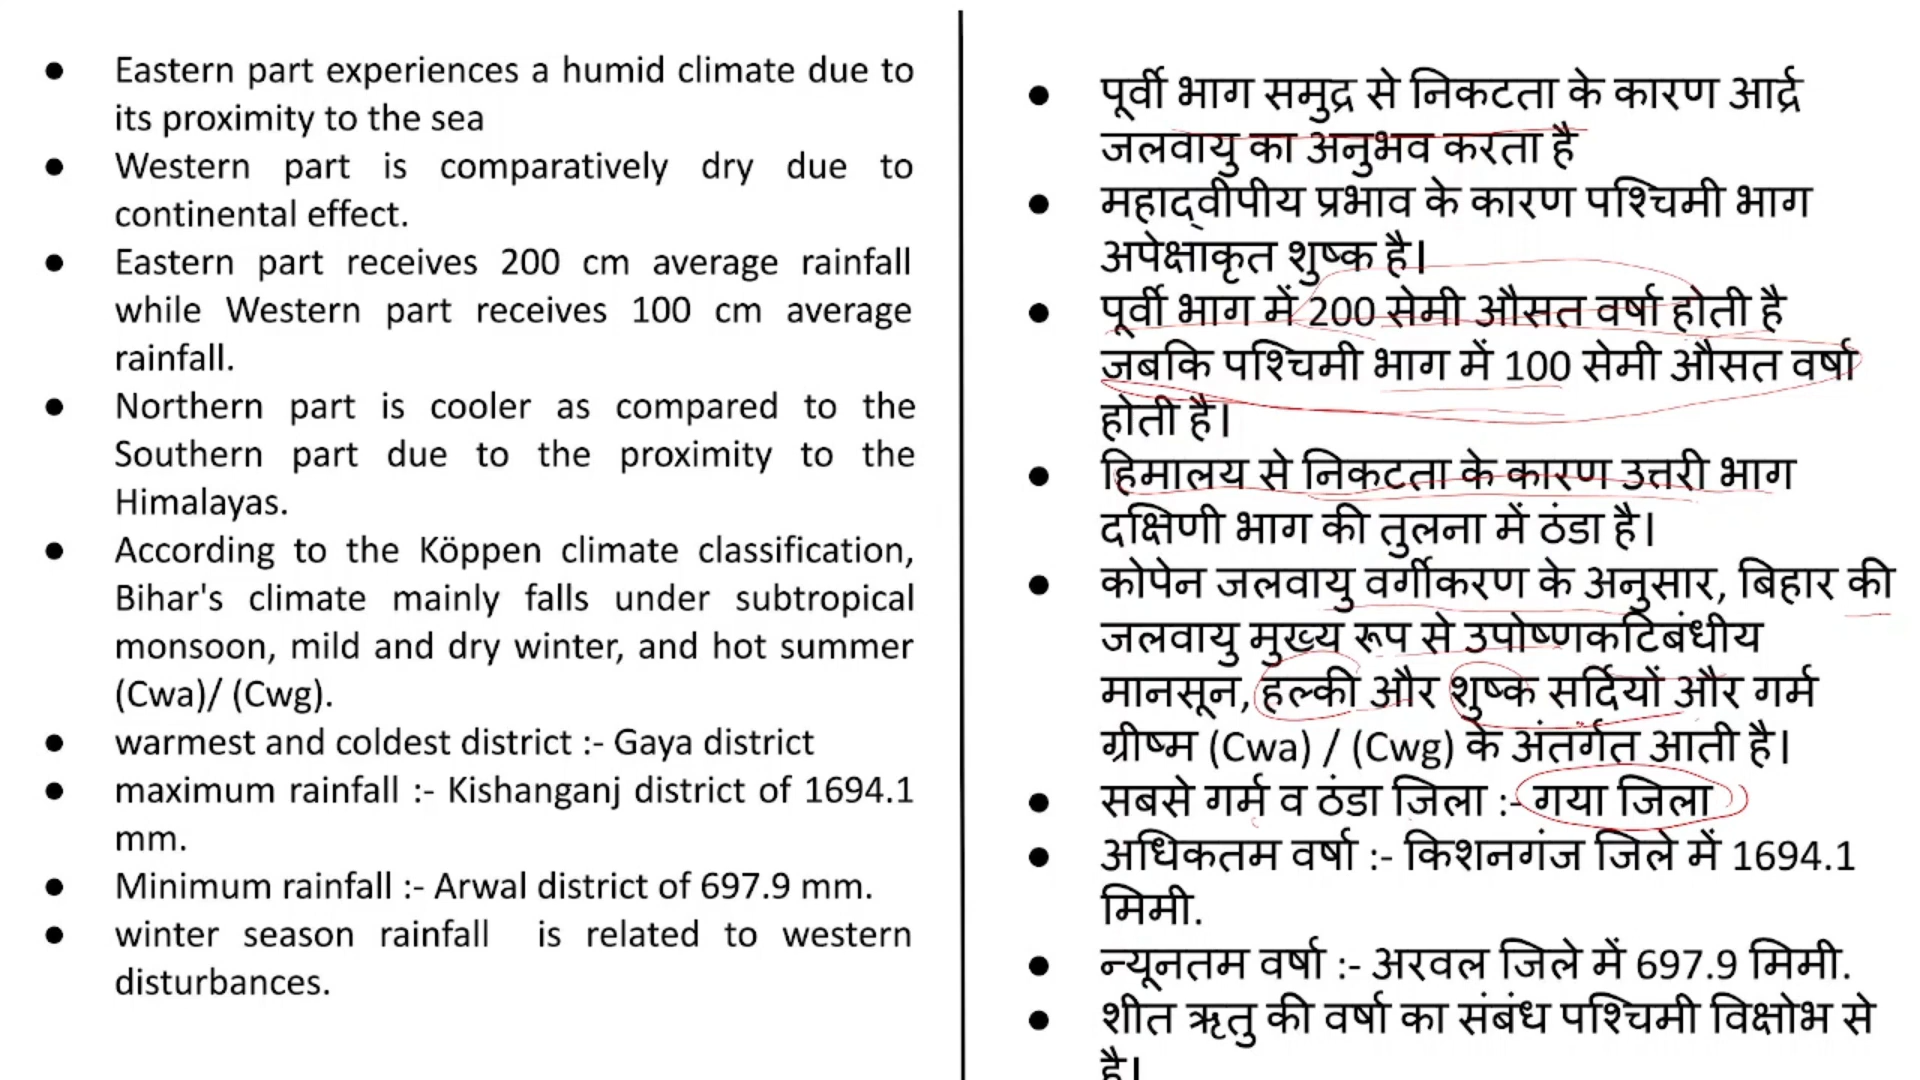 ● Eastern part experiences a humid climate due to
its proximity to the sea
● Western part is comparatively dry due to
continental effect.
● Eastern part receives 200 cm average rainfall
while Western part receives 100 cm average
rainfall.
● Northern part is cooler as compared to the
Southern part due to the proximity to the
Himalayas.
● According to the Köppen climate classification,
Bihar's climate mainly falls under subtropical
monsoon, mild and dry winter, and hot summer
(Cwa)/ (Cwg).
● warmest and coldest district :- Gaya district
● maximum rainfall :- Kishanganj district of 1694.1
mm.
● Minimum rainfall :- Arwal district of 697.9 mm.
● winter season rainfall is related to western
disturbances.
● पूर्वी भाग समुद्र से निकटता के कारण आर्द्र
जलवायु का अनुभव करता है
● महाद्वीपीय प्रभाव के कारण पश्चिमी भाग
अपेक्षाकृत शुष्क है।
● पूर्वी भाग में 200 सेमी औसत वर्षा होती है
जबकि पश्चिमी भाग में 100 सेमी औसत वर्षा
होती है।
● हिमालय से निकटता के कारण उत्तरी भाग
दक्षिणी भाग की तुलना में ठंडा है।
● कोपेन जलवायु वर्गीकरण के अनुसार, बिहार की
जलवायु मुख्य रूप से उपोष्णकटिबंधीय
मानसून, हल्की और शुष्क सर्दियों और गर्म
ग्रीष्म (Cwa) / (Cwg) के अंतर्गत आती है।
● सबसे गर्म व ठंडा जिला :- गया जिला
● अधिकतम वर्षा :- किशनगंज जिले में 1694.1
मिमी.
● न्यूनतम वर्षा :- अरवल जिले में 697.9 मिमी.
● शीत ऋतु की वर्षा का संबंध पश्चिमी विक्षोभ से
है।